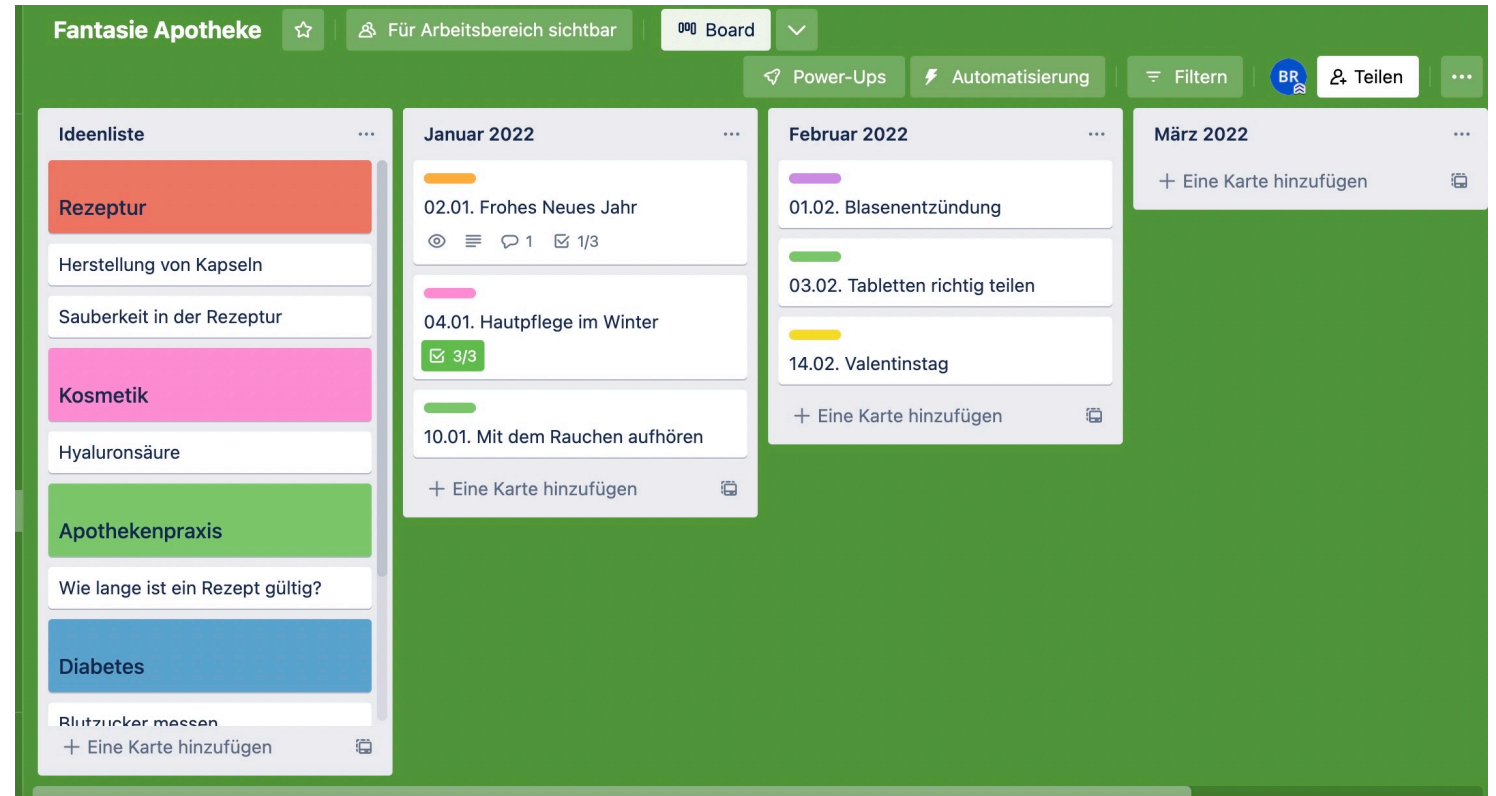 Fantasie Apotheke
Für Arbeitsbereich sichtbar
Board
Power-Ups
Automatisierung
Filtern
BR
Teilen
Ideenliste
Rezeptur
Herstellung von Kapseln
Sauberkeit in der Rezeptur
Kosmetik
Hyaluronsäure
Apothekenpraxis
Wie lange ist ein Rezept gültig?
Diabetes
Blutzucker messen
+ Eine Karte hinzufügen
Januar 2022
02.01. Frohes Neues Jahr
1 1/3
04.01. Hautpflege im Winter
3/3
10.01. Mit dem Rauchen aufhören
+ Eine Karte hinzufügen
Februar 2022
01.02. Blasenentzündung
03.02. Tabletten richtig teilen
14.02. Valentinstag
+ Eine Karte hinzufügen
März 2022
+ Eine Karte hinzufügen